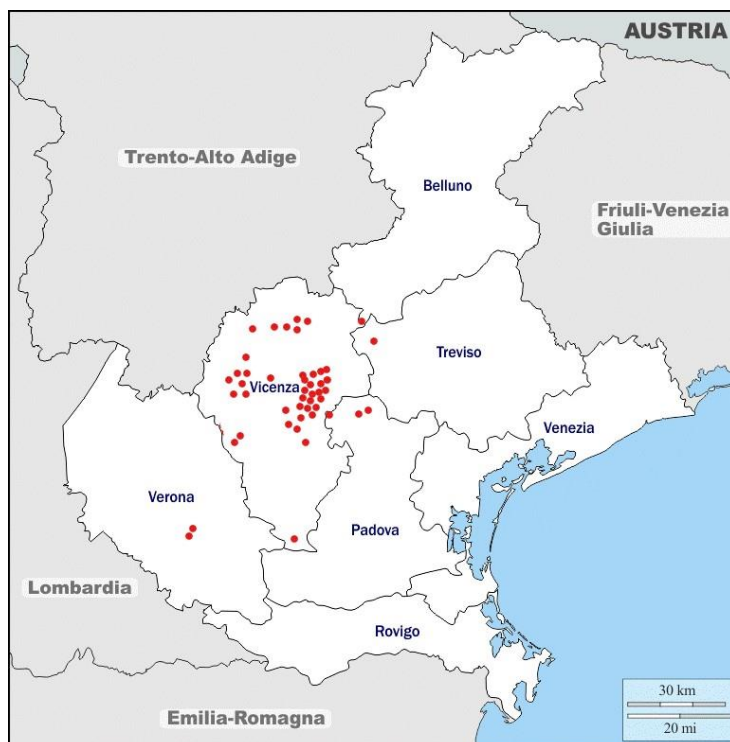 AUSTRIA
Trento-Alto Adige
Belluno
Friuli-Venezia
Giulia
Treviso
Vicenza
Venezia
Verona
Padova
Lombardia
Rovigo
Emilia-Romagna
30 km
20 mi